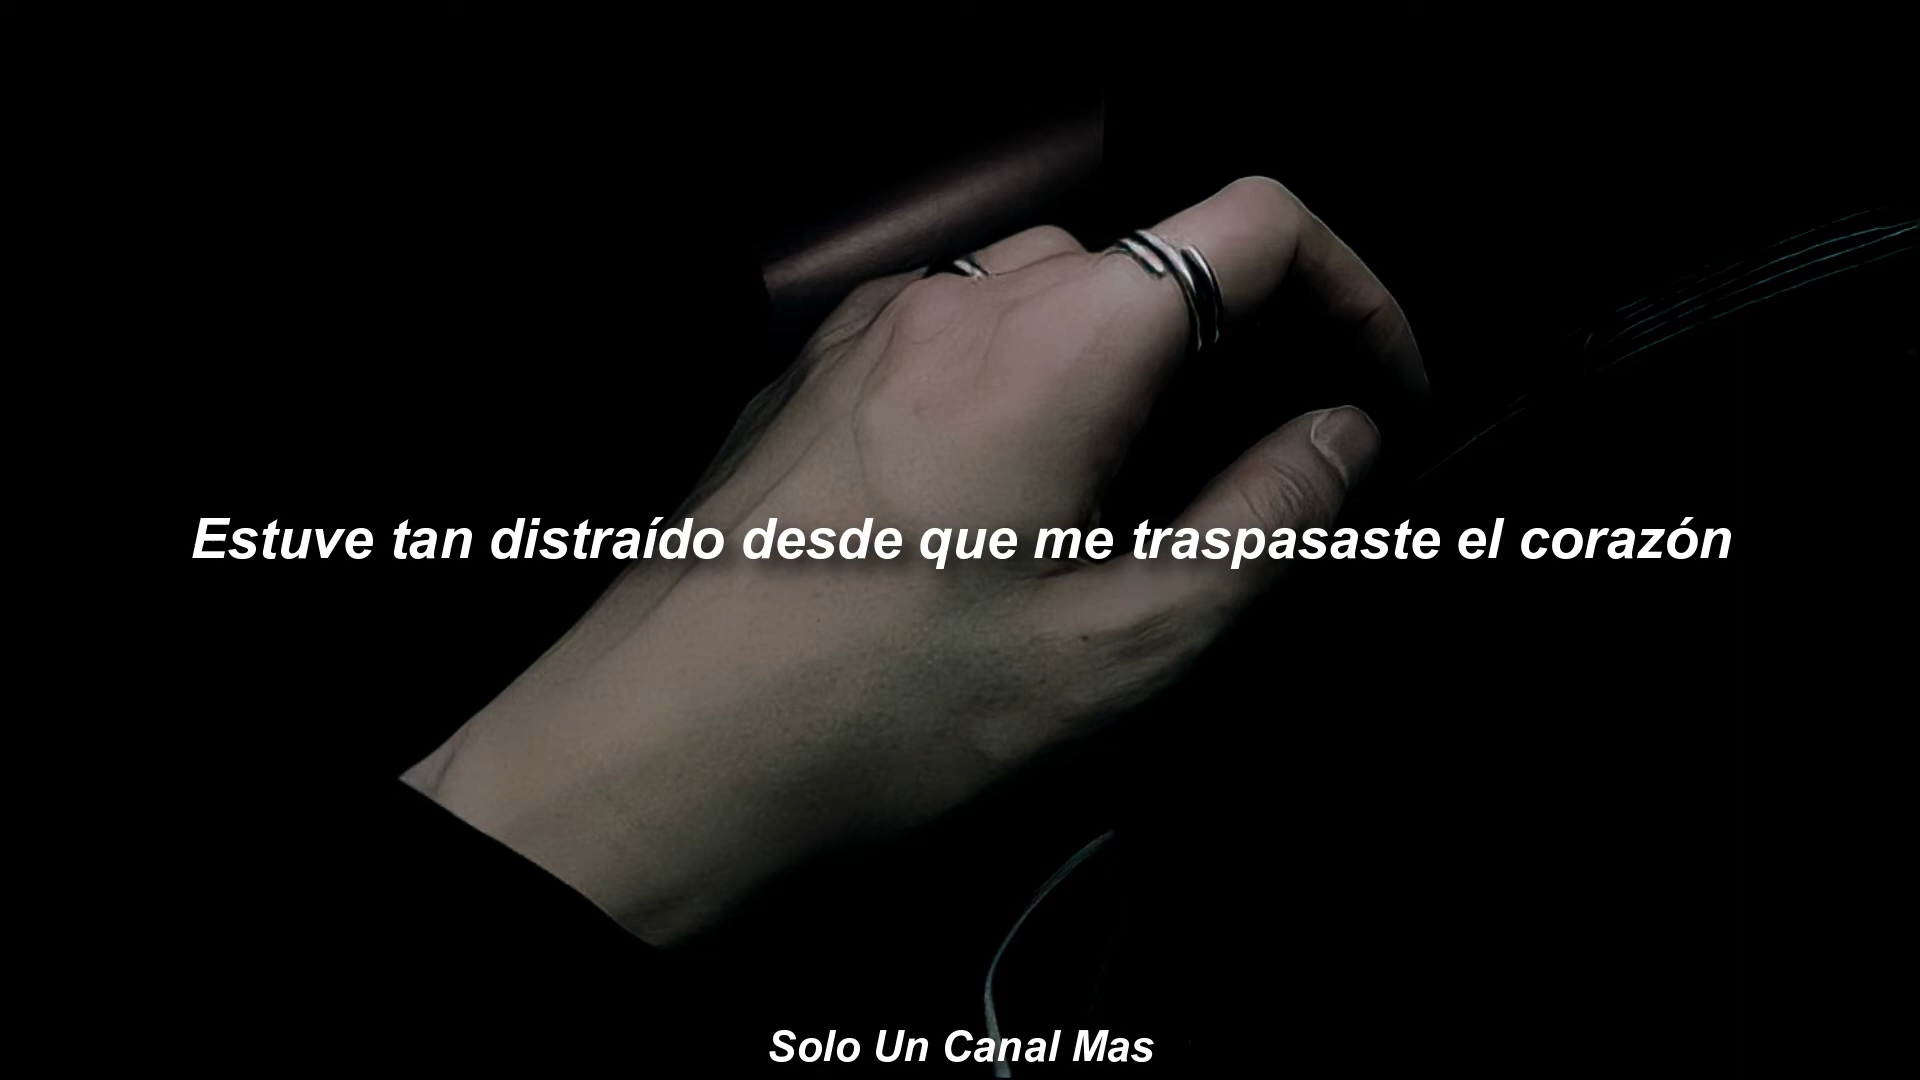 Estuve tan distraído desde que me traspasaste el corazón
Solo Un Canal Mas